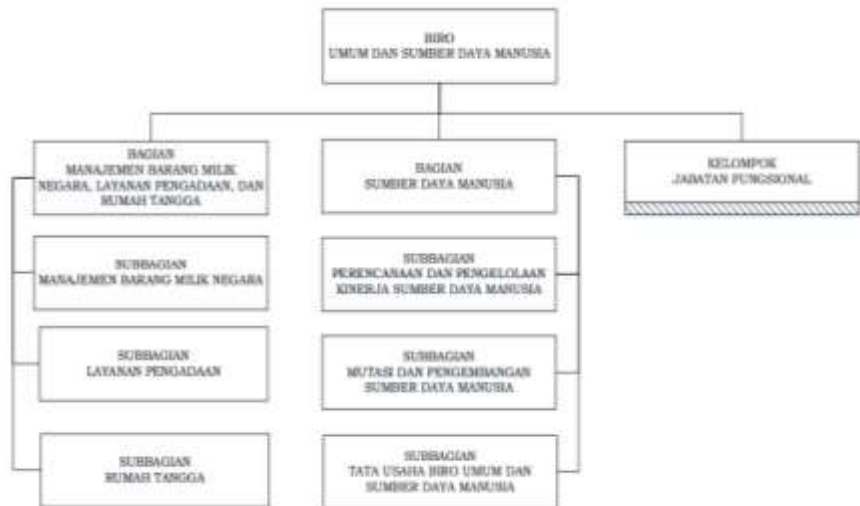 BIRO
UMUM DAN SUMBER DAYA MANUSIA
BAGIAN
MANAJEMEN BARANG MILIK
NEGARA, LAYANAN PENGADAAN, DAN
RUMAH TANGGA
BAGIAN
SUMBER DAYA MANUSIA
KELOMPOK
JABATAN FUNGSIONAL
SUBBAGIAN
MANAJEMEN BARANG MILIK NEGARA
SUBBAGIAN
PERENCANAAN DAN PENGELOLAAN
KINERJA SUMBER DAYA MANUSIA
SUBBAGIAN
LAYANAN PENGADAAN
SUBBAGIAN
MUTASI DAN PENGEMBANGAN
SUMBER DAYA MANUSIA
SUBBAGIAN
RUMAH TANGGA
SUBBAGIAN
TATA USAHA BIRO UMUM DAN
SUMBER DAYA MANUSIA